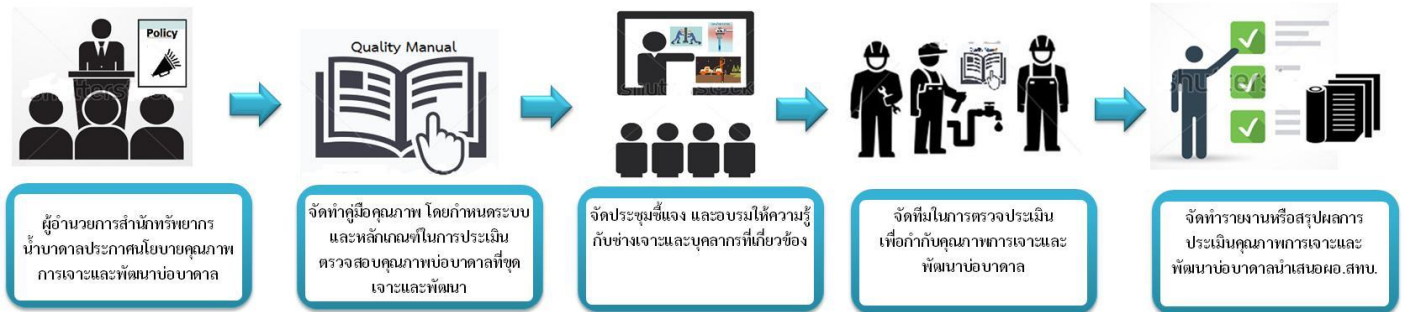 Policy
Quality Manual
shutterstock
shutterstock
Quality Manual
shutterstock
ผู้อำนวยการสำนักทรัพยากร
น้ำบาดาลประกาศนโยบายคุณภาพ
การเจาะและพัฒนาบ่อบาดาล
จัดทำคู่มือคุณภาพ โดยกำหนดระบบ
และหลักเกณฑ์ในการประเมิน
ตรวจสอบคุณภาพบ่อบาดาลที่ขุด
เจาะและพัฒนา
จัดประชุมชี้แจง และอบรมให้ความรู้
กับช่างเจาะและบุคลากรที่เกี่ยวข้อง
จัดทีมในการตรวจประเมิน
เพื่อกำกับคุณภาพการเจาะและ
พัฒนาบ่อบาดาล
จัดทำรายงานหรือสรุปผลการ
ประเมินคุณภาพการเจาะและ
พัฒนาบ่อบาดาลนำเสนอผอ.สทบ.